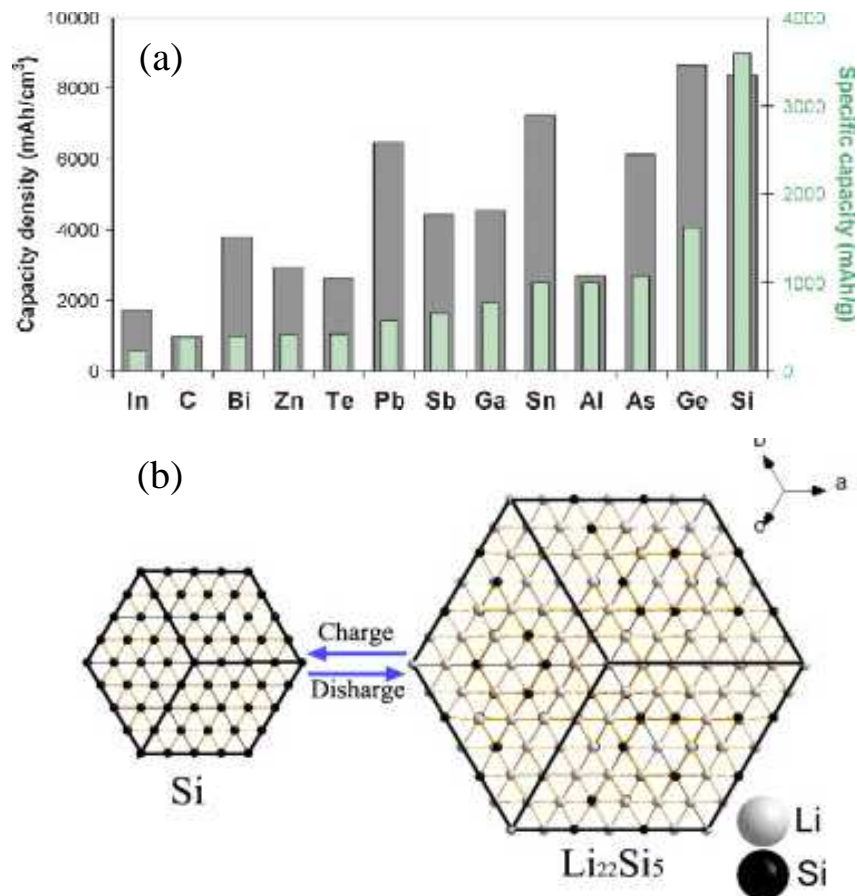 (a)
Capacity density (mAh/cm³)
10000
8000
6000
4000
2000
0
Specific capacity (mAh/g)
4000
3000
2000
1000
0
In C Bi Zn Te Pb Sb Ga Sn Al As Ge Si
(b)
b
a
c
Charge
Disharge
Si
Li₂₂Si₅
Li
Si